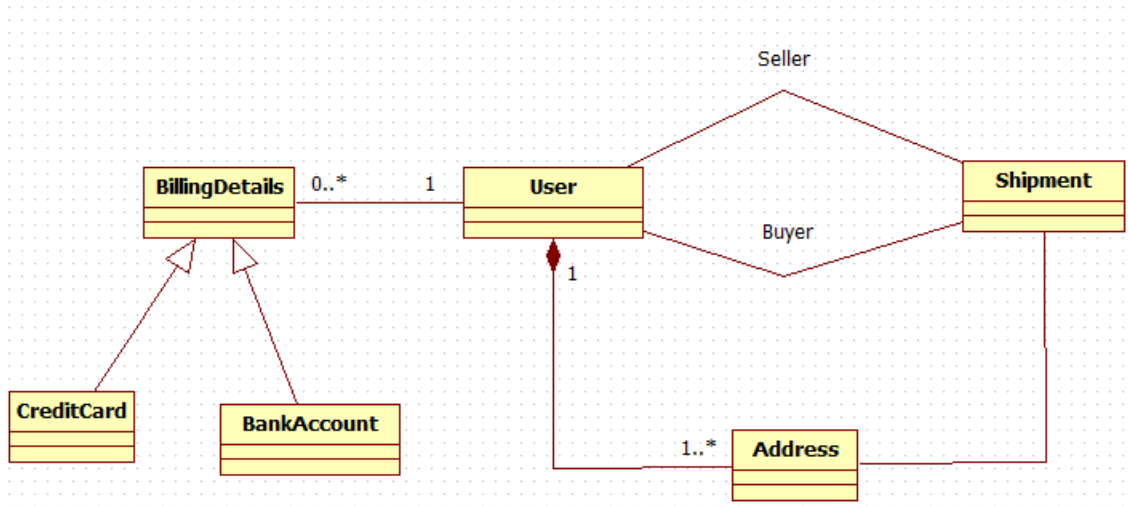 Seller
BillingDetails
0..*
1
User
Shipment
Buyer
1
CreditCard
BankAccount
1..*
Address